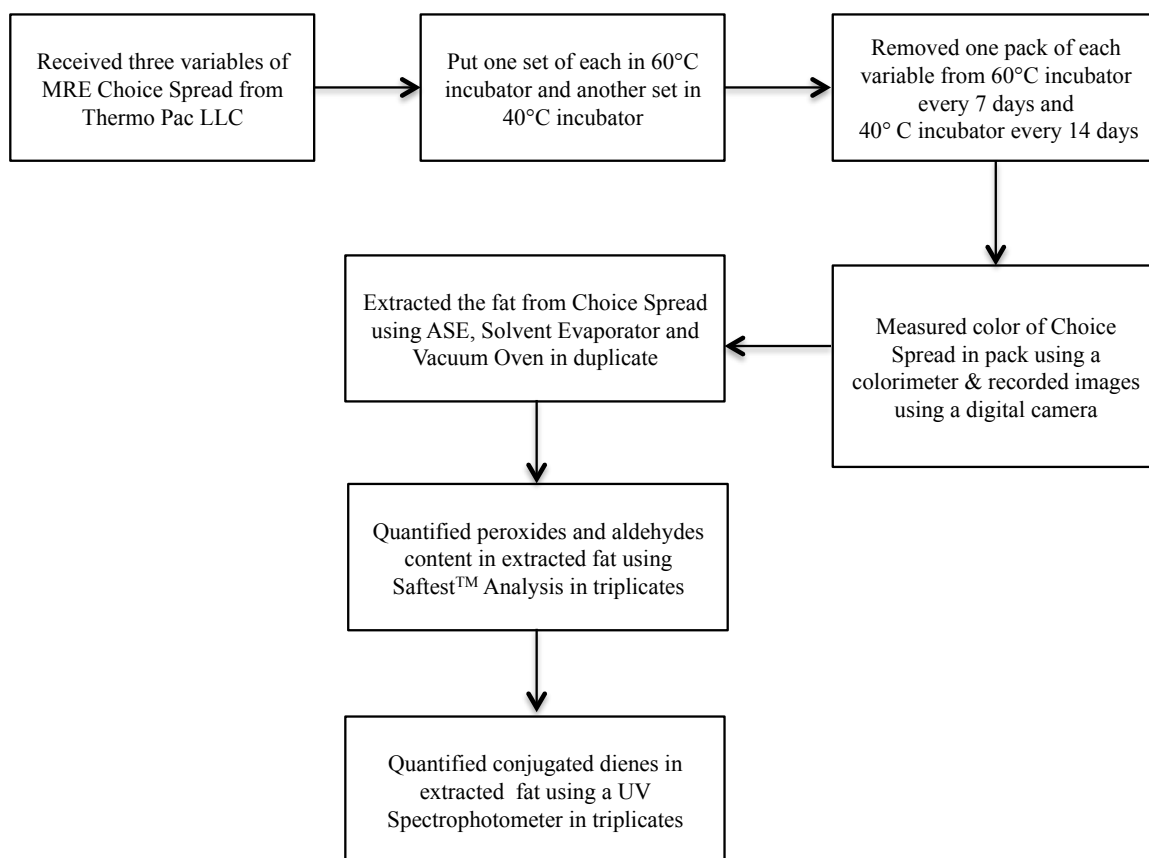 Received three variables of
MRE Choice Spread from
Thermo Pac LLC
Put one set of each in 60°C
incubator and another set in
40°C incubator
Removed one pack of each
variable from 60°C incubator
every 7 days and
40° C incubator every 14 days
Measured color of Choice
Spread in pack using a
colorimeter & recorded images
using a digital camera
Extracted the fat from Choice Spread
using ASE, Solvent Evaporator and
Vacuum Oven in duplicate
Quantified peroxides and aldehydes
content in extracted fat using
Saftest™ Analysis in triplicates
Quantified conjugated dienes in
extracted fat using a UV
Spectrophotometer in triplicates